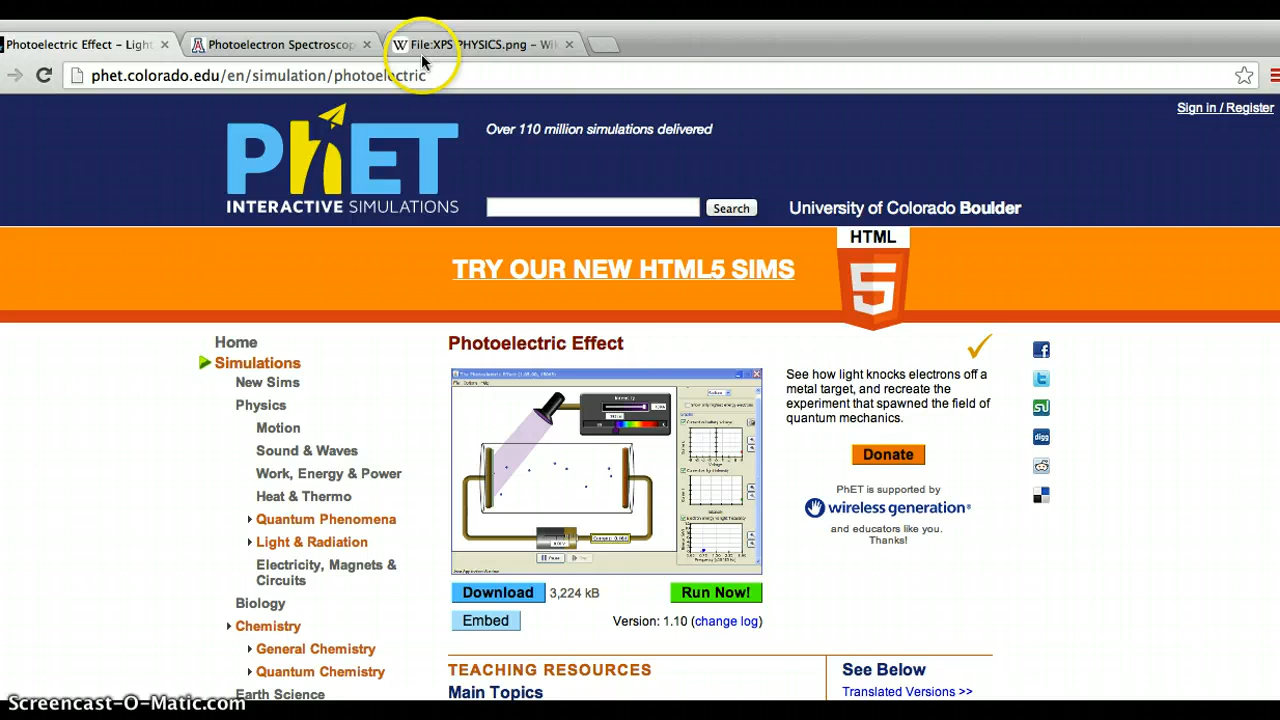 Photoelectric Effect – Light
Photoelectron Spectroscop
File:XPS PHYSICS.png – Wik
phet.colorado.edu/en/simulation/photoelectric
Sign in / Register
PhET
INTERACTIVE SIMULATIONS
Over 110 million simulations delivered
Search
University of Colorado Boulder
TRY OUR NEW HTML5 SIMS
HTML
5
Home
Simulations
New Sims
Physics
Motion
Sound & Waves
Work, Energy & Power
Heat & Thermo
Quantum Phenomena
Light & Radiation
Electricity, Magnets &
Circuits
Biology
Chemistry
General Chemistry
Quantum Chemistry
Earth Science
Photoelectric Effect
Download
3,224 kB
Run Now!
Embed
Version: 1.10 (change log)
TEACHING RESOURCES
Main Topics
See how light knocks electrons off a
metal target, and recreate the
experiment that spawned the field of
quantum mechanics.
Donate
PhET is supported by
wireless generation®
and educators like you.
Thanks!
digg
See Below
Translated Versions >>
Screencast-O-Matic.com